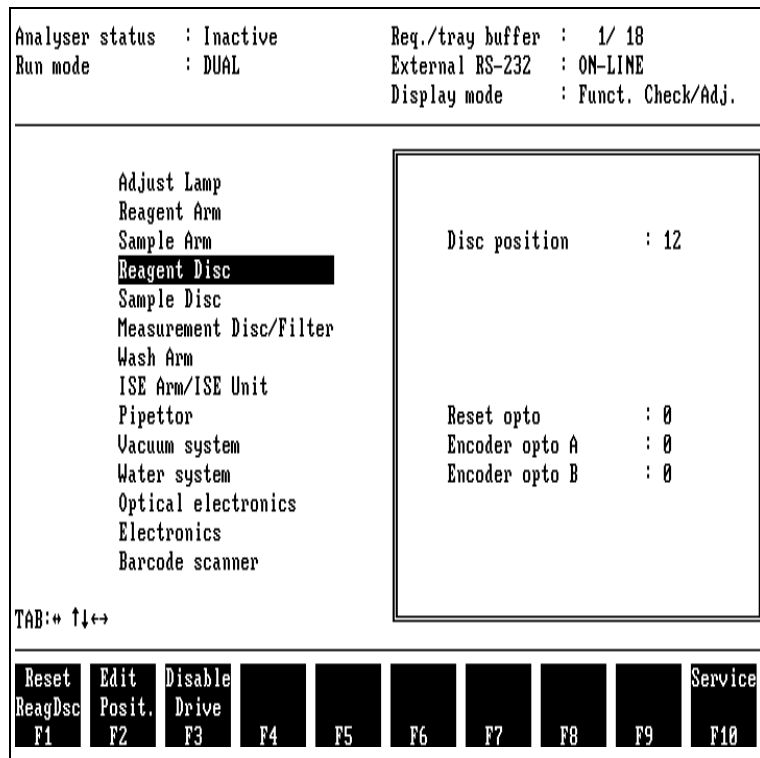 Analyser status : Inactive Req./tray buffer : 1/ 18
Run mode : DUAL External RS-232 : ON-LINE
Display mode : Funct. Check/Adj.
Adjust Lamp
Reagent Arm
Sample Arm
Disc position : 12
Reagent Disc
Sample Disc
Measurement Disc/Filter
Wash Arm
ISE Arm/ISE Unit
Pipettor
Reset opto : 0
Vacuum system
Encoder opto A : 0
Water system
Encoder opto B : 0
Optical electronics
Electronics
Barcode scanner
TAB:↔ ↑↓←→
Reset Edit Disable Service
ReagDsc Posit. Drive
F1 F2 F3 F4 F5 F6 F7 F8 F9 F10